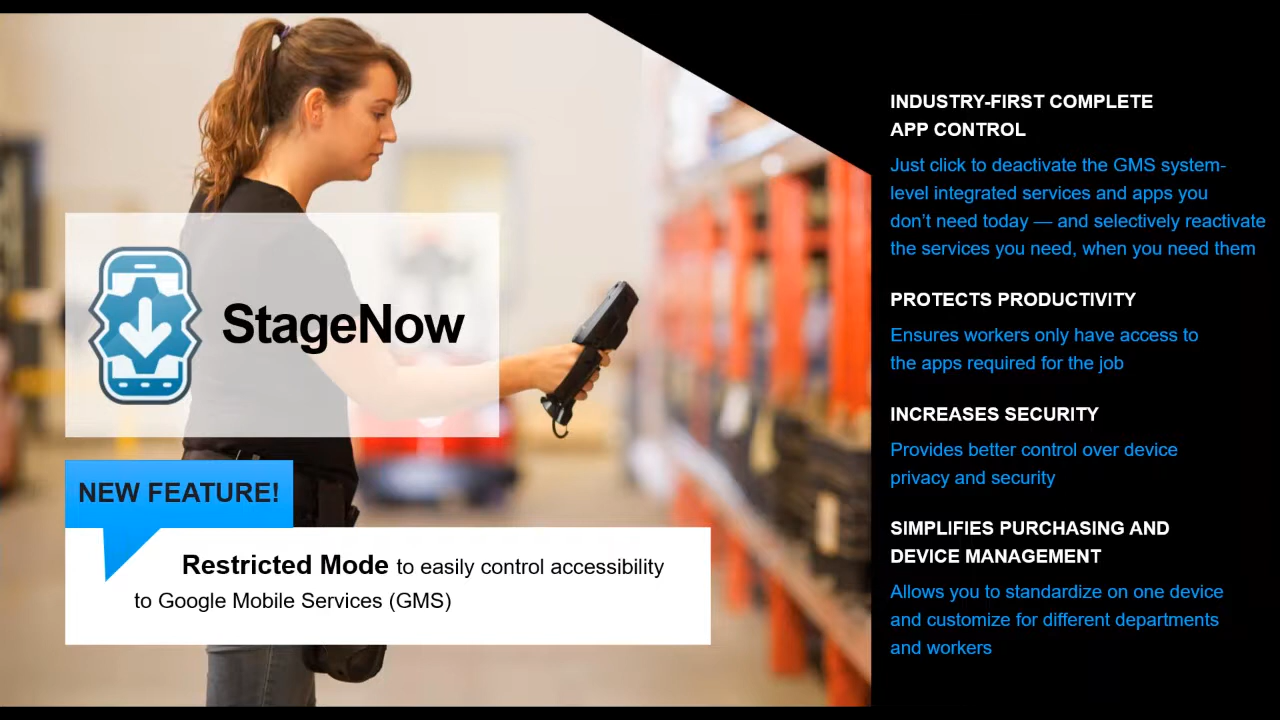 StageNow
NEW FEATURE!
Restricted Mode to easily control accessibility
to Google Mobile Services (GMS)
INDUSTRY-FIRST COMPLETE
APP CONTROL
Just click to deactivate the GMS system-
level integrated services and apps you
don’t need today — and selectively reactivate
the services you need, when you need them
PROTECTS PRODUCTIVITY
Ensures workers only have access to
the apps required for the job
INCREASES SECURITY
Provides better control over device
privacy and security
SIMPLIFIES PURCHASING AND
DEVICE MANAGEMENT
Allows you to standardize on one device
and customize for different departments
and workers